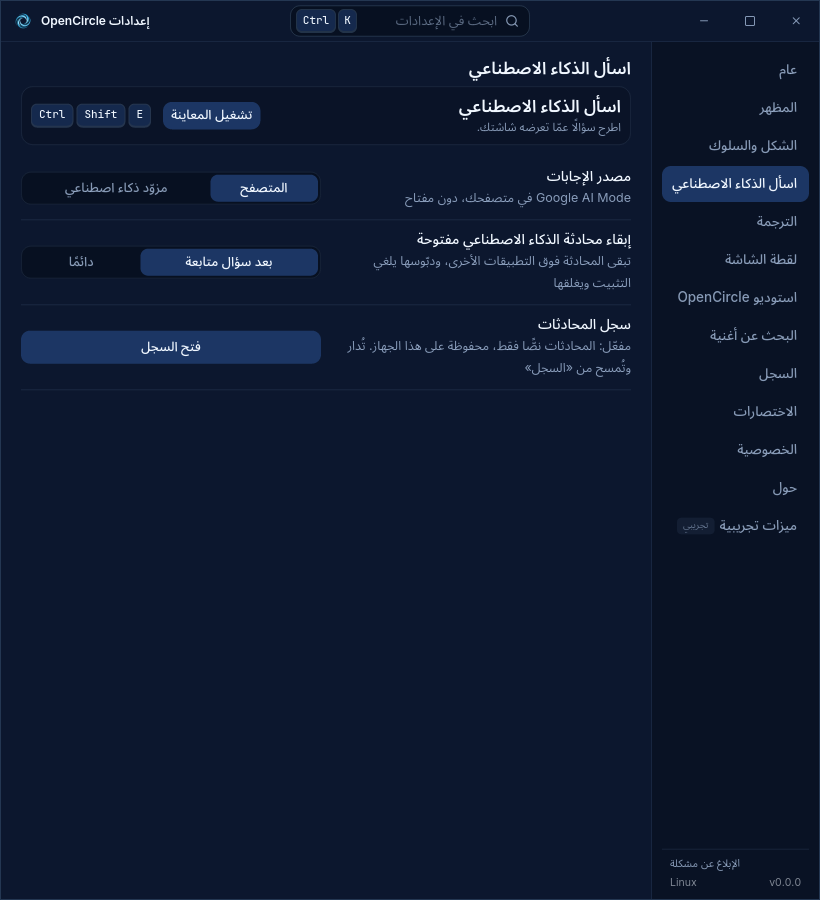 إعدادات OpenCircle
ابحث في الإعدادات
Ctrl K
عام
المظهر
الشكل والسلوك
اسأل الذكاء الاصطناعي
الترجمة
لقطة الشاشة
استوديو OpenCircle
البحث عن أغنية
السجل
الاختصارات
الخصوصية
حول
ميزات تجريبية تجريبي
الإبلاغ عن مشكلة
v0.0.0 Linux
اسأل الذكاء الاصطناعي
اسأل الذكاء الاصطناعي
اطرح سؤالًا عمّا تعرضه شاشتك.
تشغيل المعاينة
Ctrl Shift E
مصدر الإجابات
Google AI Mode في متصفحك، دون مفتاح
المتصفح
مزوّد ذكاء اصطناعي
إبقاء محادثة الذكاء الاصطناعي مفتوحة
تبقى المحادثة فوق التطبيقات الأخرى، ودبّوسها يلغي
التثبيت ويغلقها
بعد سؤال متابعة
دائمًا
سجل المحادثات
مفعّل: المحادثات نصًا فقط، محفوظة على هذا الجهاز. تُدار
وتُمسح من «السجل»
فتح السجل